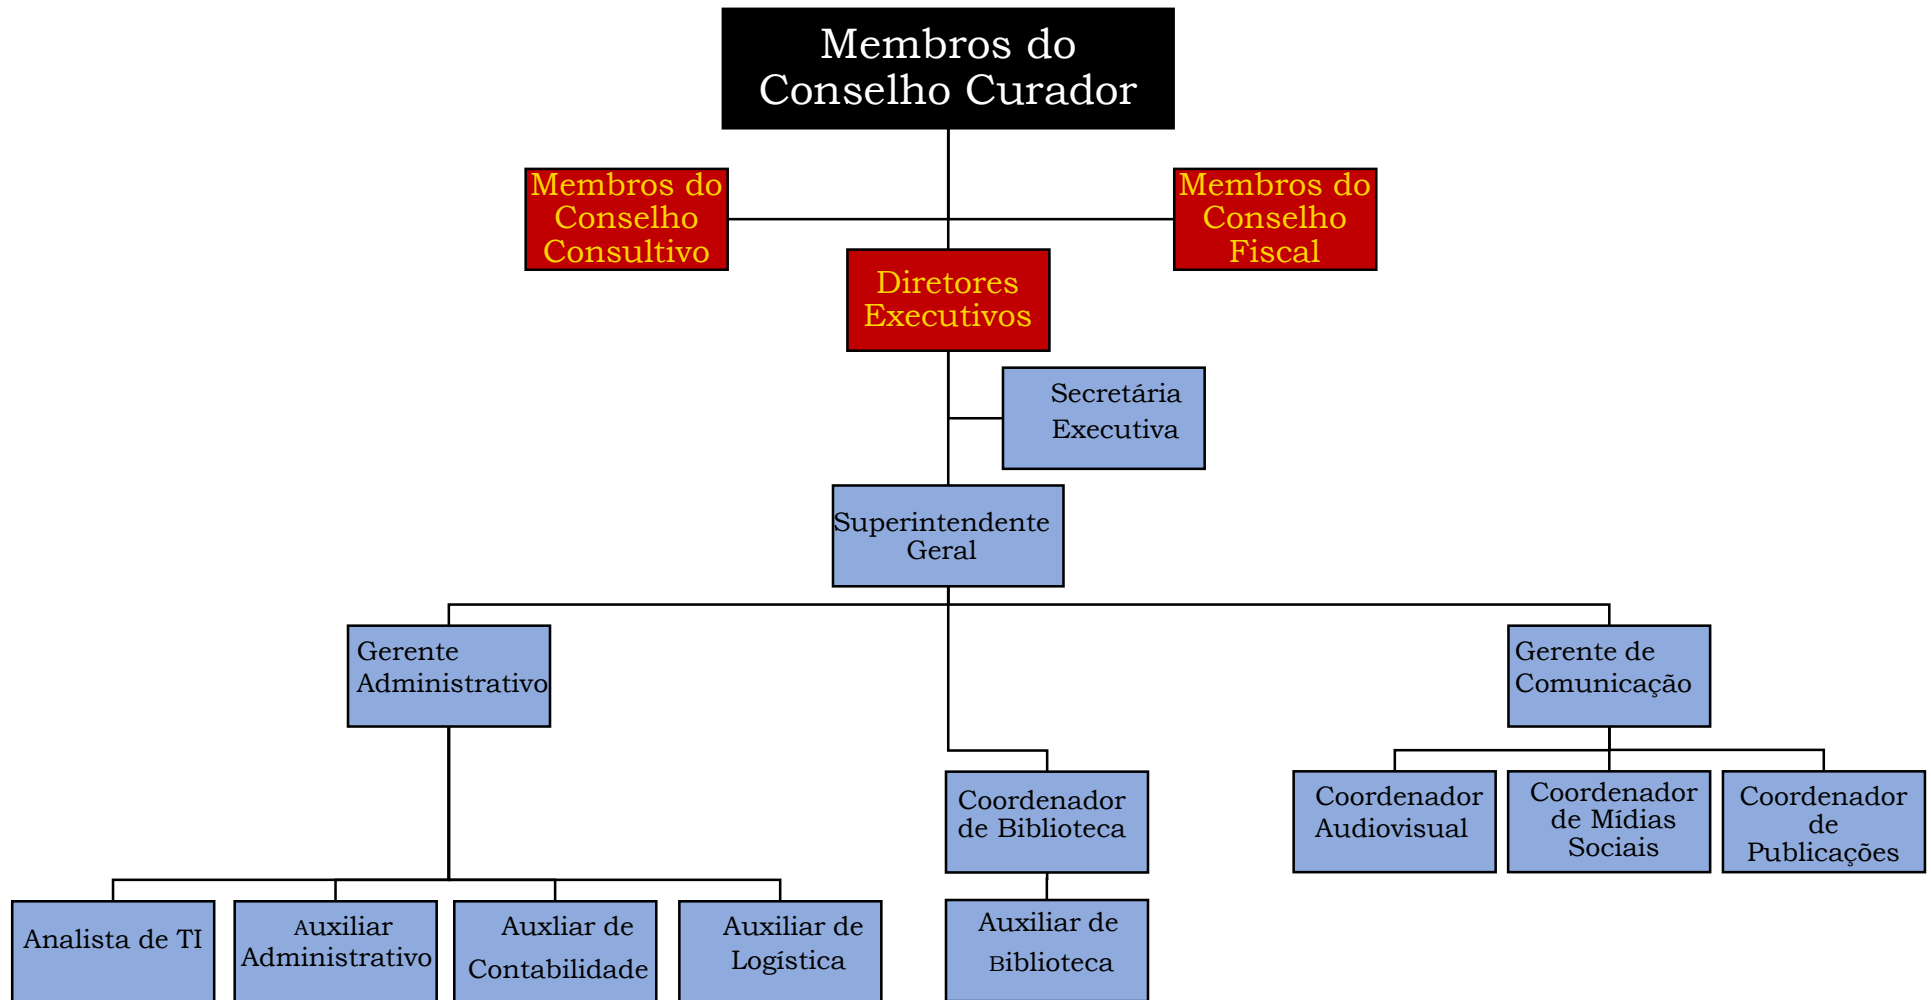 Membros do
Conselho Curador
Membros do
Conselho
Consultivo
Membros do
Conselho
Fiscal
Diretores
Executivos
Secretária
Executiva
Superintendente
Geral
Gerente
Administrativo
Gerente de
Comunicação
Coordenador
de Biblioteca
Coordenador
Audiovisual
Coordenador
de Mídias
Sociais
Coordenador
de
Publicações
Analista de TI
Auxiliar
Administrativo
Auxliar de
Contabilidade
Auxiliar de
Logística
Auxiliar de
Biblioteca